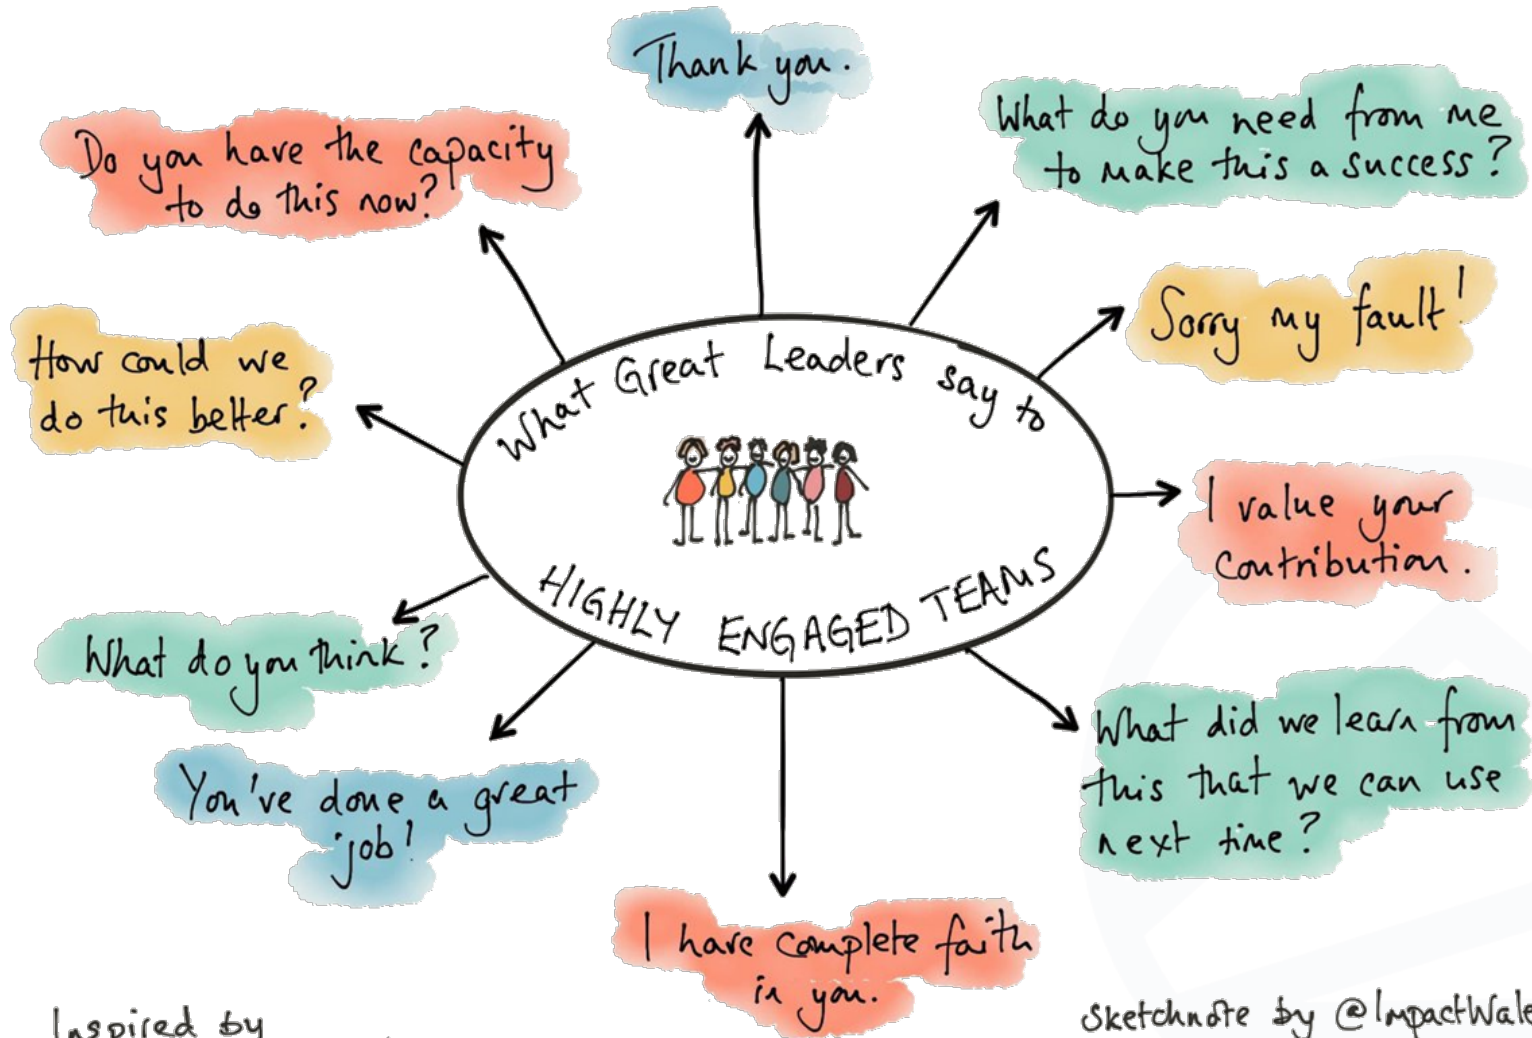 Thank you.
What do you need from me
to make this a success?
Sorry my fault!
I value your
contribution.
What did we learn from
this that we can use
next time?
I have complete faith
in you.
You've done a great
job!
What do you think?
How could we
do this better?
Do you have the capacity
to do this now?
What Great Leaders say to
HIGHLY ENGAGED TEAMS
Inspired by
Sketchnote by @ImpactWales